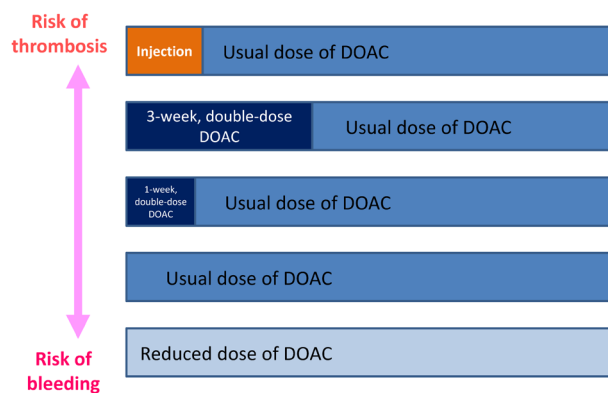 Risk of
thrombosis
Injection
Usual dose of DOAC
3-week, double-dose
DOAC
Usual dose of DOAC
1-week,
double-dose
DOAC
Usual dose of DOAC
Usual dose of DOAC
Reduced dose of DOAC
Risk of
bleeding